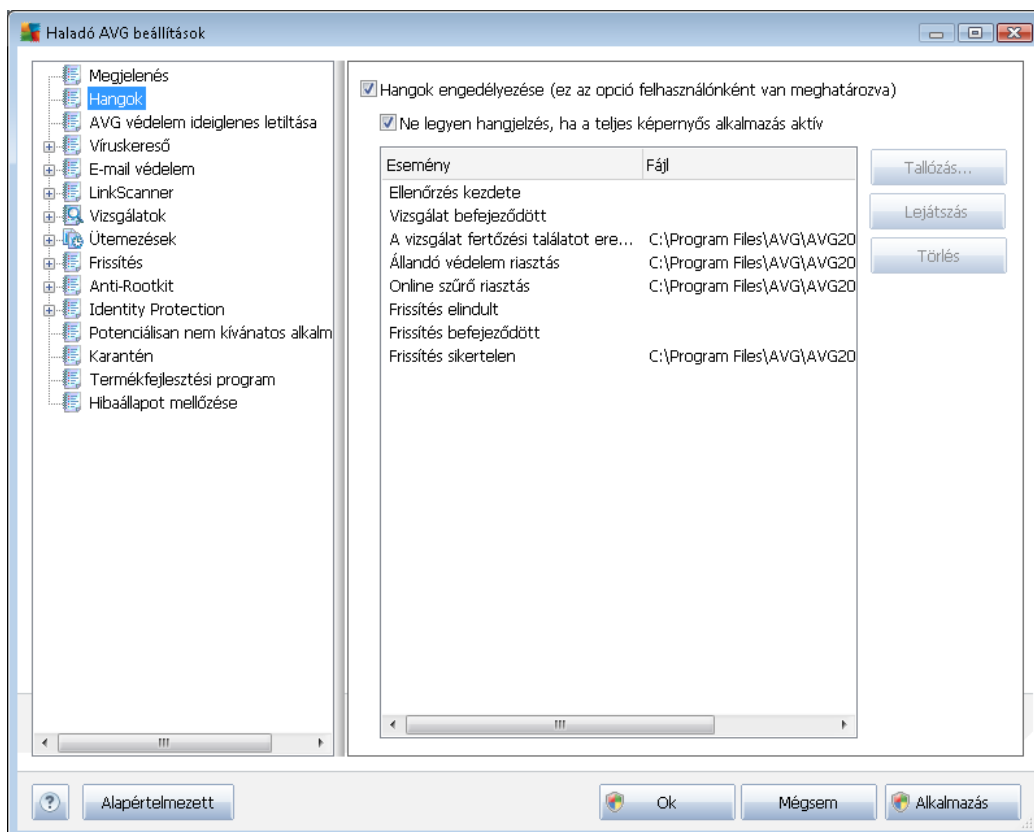 Haladó AVG beállítások
Megjelenés
Hangok
AVG védelem ideiglenes letiltása
Víruskereső
E-mail védelem
LinkScanner
Vizsgálatok
Ütemezések
Frissítés
Anti-Rootkit
Identity Protection
Potenciálisan nem kívánatos alkalm
Karantén
Termékfejlesztési program
Hibaállapot mellőzése
Hangok engedélyezése (ez az opció felhasználónként van meghatározva)
Ne legyen hangjelzés, ha a teljes képernyős alkalmazás aktív
Esemény Fájl
Ellenőrzés kezdete
Vizsgálat befejeződött
A vizsgálat fertőzési találatot ere... C:\Program Files\AVG\AVG20
Állandó védelem riasztás C:\Program Files\AVG\AVG20
Online szűrő riasztás C:\Program Files\AVG\AVG20
Frissítés elindult
Frissítés befejeződött
Frissítés sikertelen C:\Program Files\AVG\AVG20
Tallózás...
Lejátszás
Törlés
? Alapértelmezett Ok Mégsem Alkalmazás